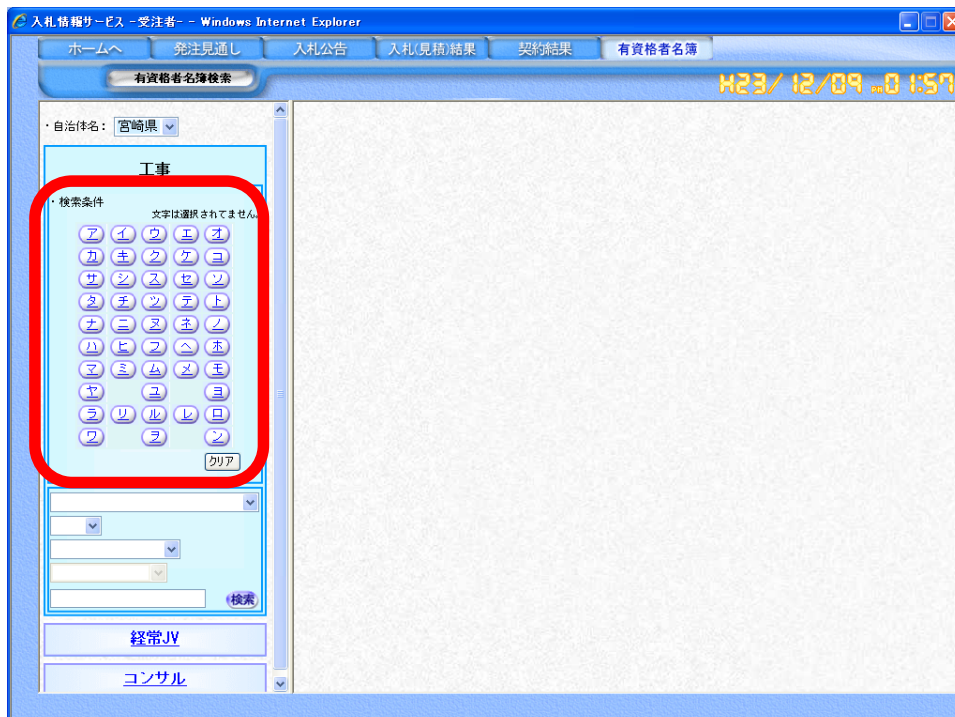 入札情報サービス -受注者- - Windows Internet Explorer
ホームへ 発注見通し 入札公告 入札(見積)結果 契約結果 有資格者名簿
有資格者名簿検索
H23/12/09 PM 01:57
・自治体名： 宮崎県
工事
・検索条件
文字は選択されてません。
ア イ ウ エ オ
カ キ ク ケ コ
サ シ ス セ ソ
タ チ ツ テ ト
ナ ニ ヌ ネ ノ
ハ ヒ フ ヘ ホ
マ ミ ム メ モ
ヤ ユ ヨ
ラ リ ル レ ロ
ワ ヲ ン
クリア
検索
経常JV
コンサル